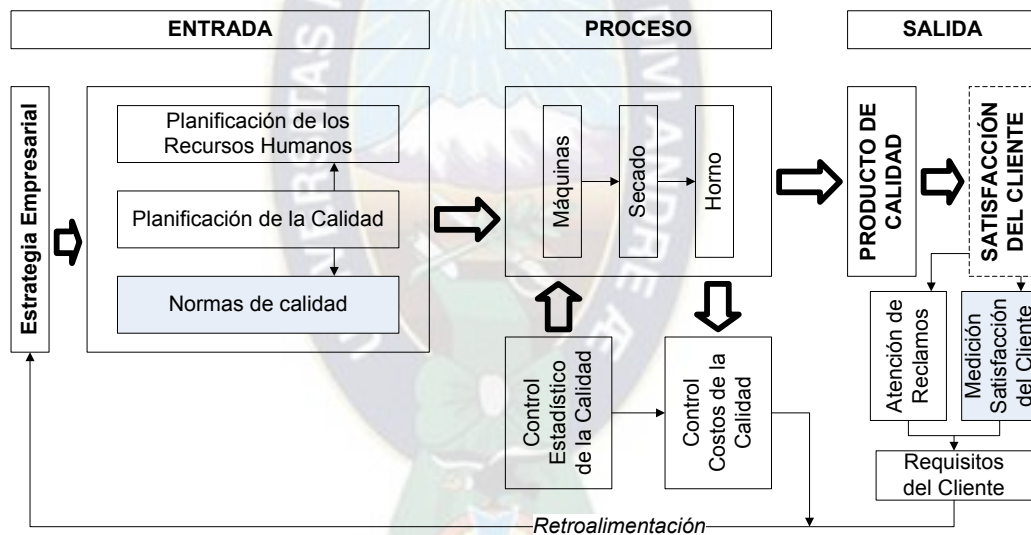 ENTRADA
PROCESO
SALIDA
Estrategia Empresarial
Planificación de los
Recursos Humanos
Planificación de la Calidad
Normas de calidad
Máquinas
Secado
Horno
PRODUCTO DE
CALIDAD
SATISFACCIÓN
DEL CLIENTE
Control
Estadístico
de la Calidad
Control
Costos de la
Calidad
Atención de
Reclamos
Medición
Satisfacción
del Cliente
Requisitos
del Cliente
Retroalimentación